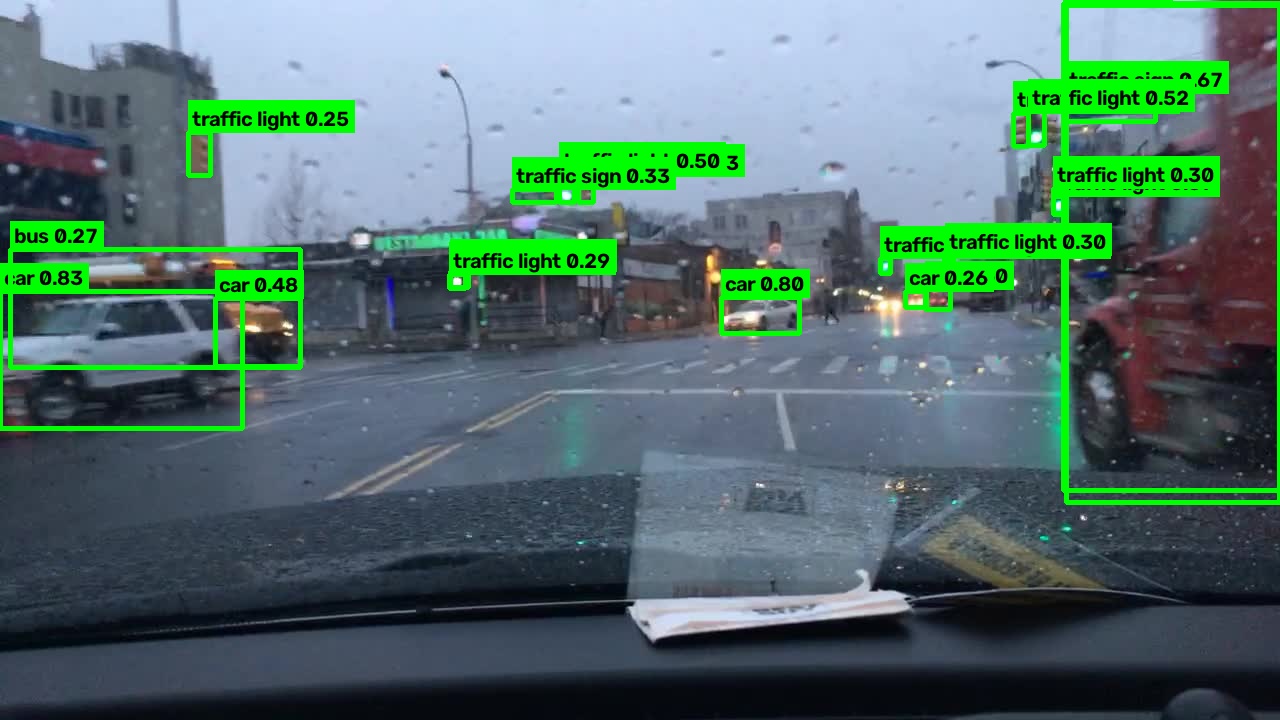 traffic sign 0.67
traffic light 0.52
traffic light 0.25
0.50 3
traffic sign 0.33
traffic light 0.30
bus 0.27
traffic
traffic light 0.30
traffic light 0.29
car 0.83
car 0.48
car 0.80
car 0.26 0